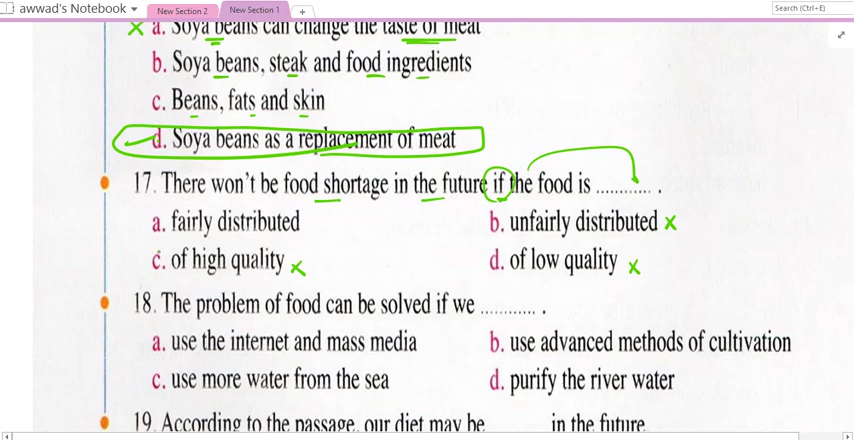 awwad's Notebook
New Section 2
New Section 1
+
Search (Ctrl+E)
a. Soya beans can change the taste of meat
b. Soya beans, steak and food ingredients
c. Beans, fats and skin
d. Soya beans as a replacement of meat
17. There won't be food shortage in the future if the food is ............ .
a. fairly distributed b. unfairly distributed
c. of high quality d. of low quality
18. The problem of food can be solved if we ............ .
a. use the internet and mass media b. use advanced methods of cultivation
c. use more water from the sea d. purify the river water
19. According to the passage, our diet may be in the future.